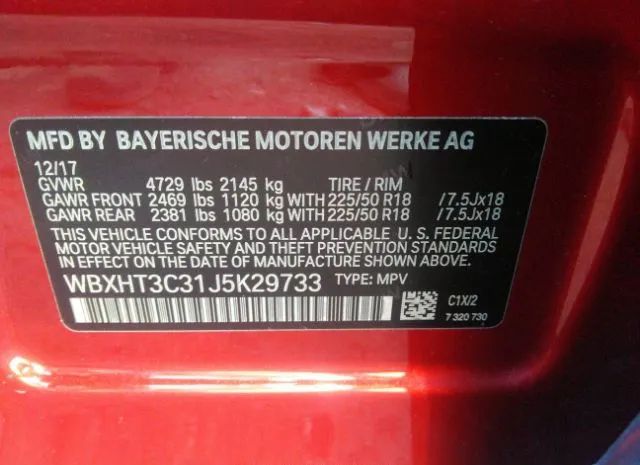 MFD BY BAYERISCHE MOTOREN WERKE AG
12/17
GVWR 4729 lbs 2145 kg TIRE / RIM
GAWR FRONT 2469 lbs 1120 kg WITH 225/50 R18 / 7.5Jx18
GAWR REAR 2381 lbs 1080 kg WITH 225/50 R18 / 7.5Jx18
THIS VEHICLE CONFORMS TO ALL APPLICABLE U. S. FEDERAL
MOTOR VEHICLE SAFETY AND THEFT PREVENTION STANDARDS
IN EFFECT ON THE DATE OF MANUFACTURE SHOWN ABOVE.
WBXHT3C31J5K29733 TYPE: MPV
C1X/2
7 320 730